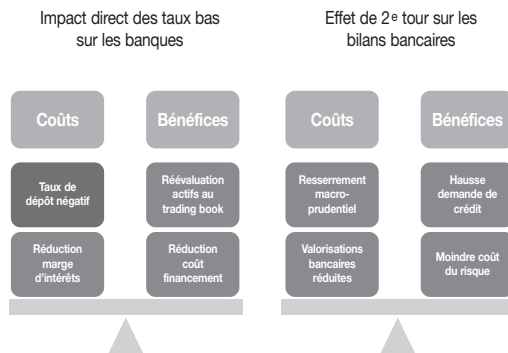 Impact direct des taux bas
sur les banques
Coûts
Bénéfices
Taux de
dépôt négatif
Réévaluation
actifs au
trading book
Réduction
marge
d'intérêts
Réduction
coût
financement
Effet de 2e tour sur les
bilans bancaires
Coûts
Bénéfices
Resserrement
macro-
prudentiel
Hausse
demande de
crédit
Valorisations
bancaires
réduites
Moindre coût
du risque